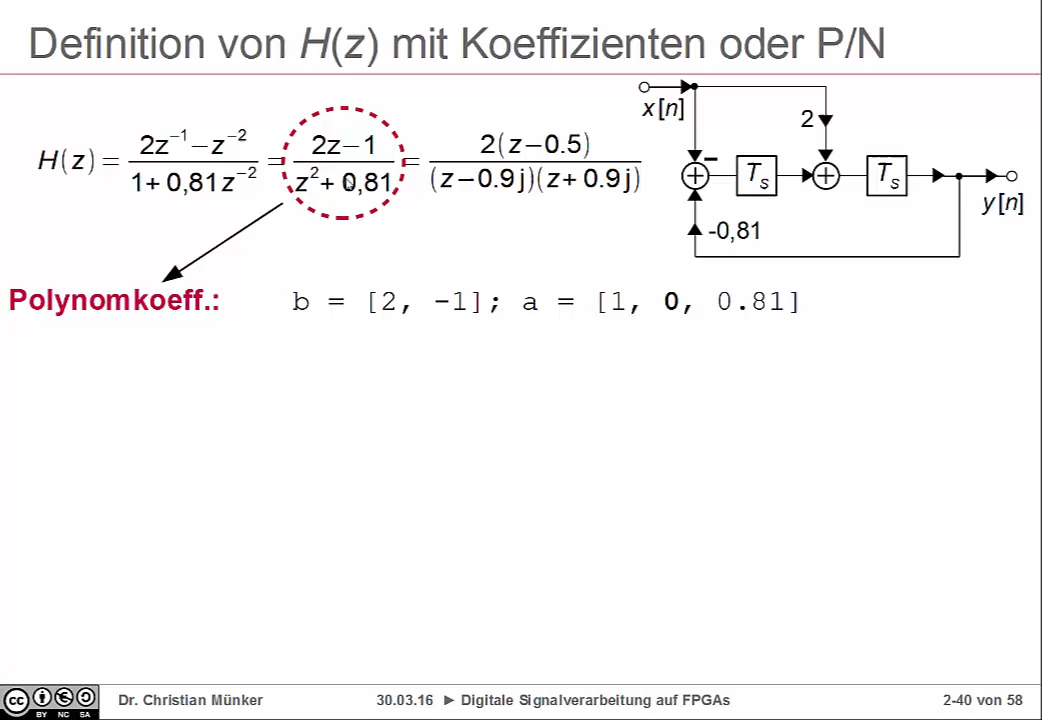 Definition von H(z) mit Koeffizienten oder P/N
H(z) = (2z⁻¹−z⁻²)/(1+0,81z⁻²) = (2z−1)/(z²+0,81) = 2(z−0.5)/((z−0.9j)(z+0.9j))
x[n]
2
−
+ Ts + Ts
y[n]
-0,81
Polynomkoeff.: b = [2, -1]; a = [1, 0, 0.81]
cc BY NC SA Dr. Christian Münker 30.03.16 ► Digitale Signalverarbeitung auf FPGAs 2-40 von 58